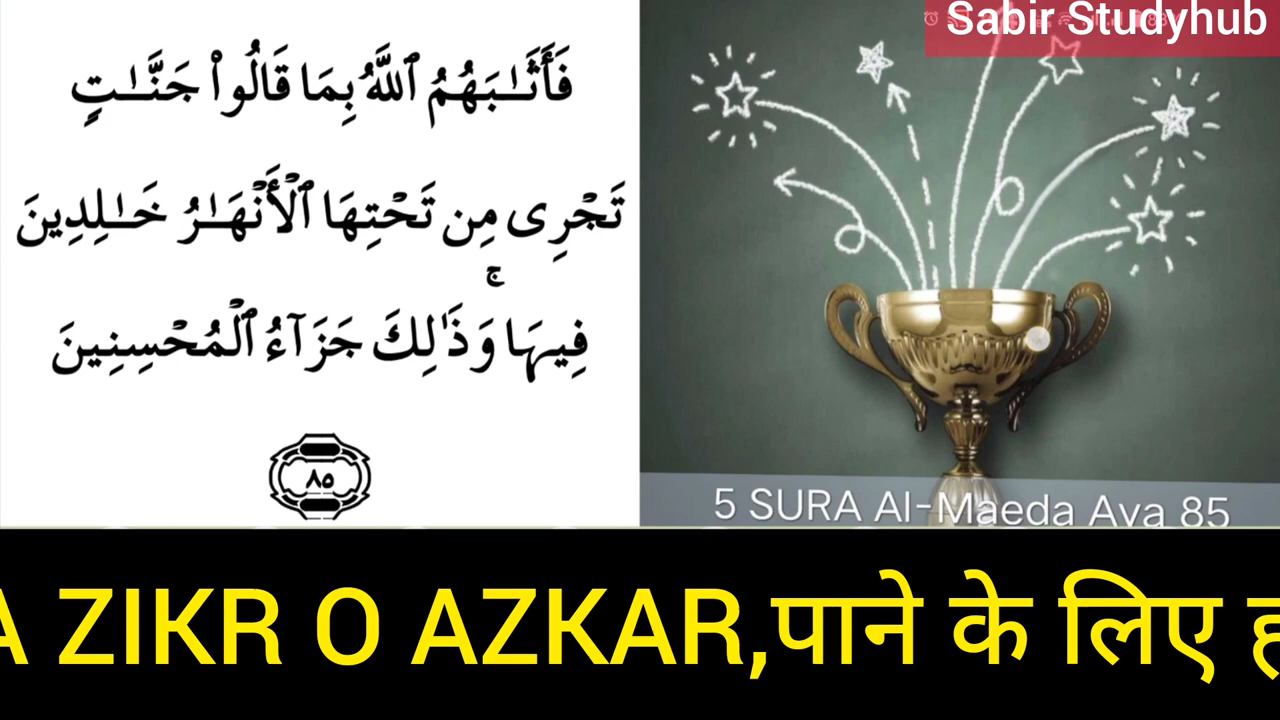 Sabir Studyhub
فَأَثَـٰبَهُمُ ٱللَّهُ بِمَا قَالُوا۟ جَنَّـٰتٍ
تَجْرِى مِن تَحْتِهَا ٱلْأَنْهَـٰرُ خَـٰلِدِينَ
فِيهَا ۚ وَذَٰلِكَ جَزَآءُ ٱلْمُحْسِنِينَ
٨٥
5 SURA Al-Maeda Aya 85
A ZIKR O AZKAR,पाने के लिए ह